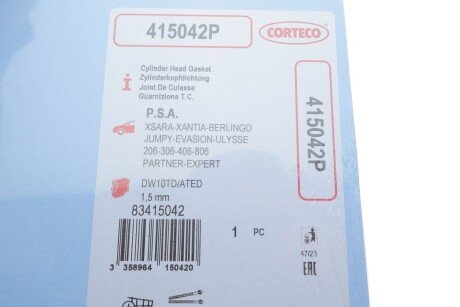 415042P
CORTECO
Cylinder Head Gasket
Zylinderkopfdichtung
Joint De Culasse
Guarnizione T.C.
415042P
P.S.A.
XSARA-XANTIA-BERLINGO
JUMPY-EVASION-ULYSSE
206-306-406-806
PARTNER-EXPERT
DW10TD/ATED
1,5 mm
83415042
3 358964 150420
1 PC
47/23
EAC